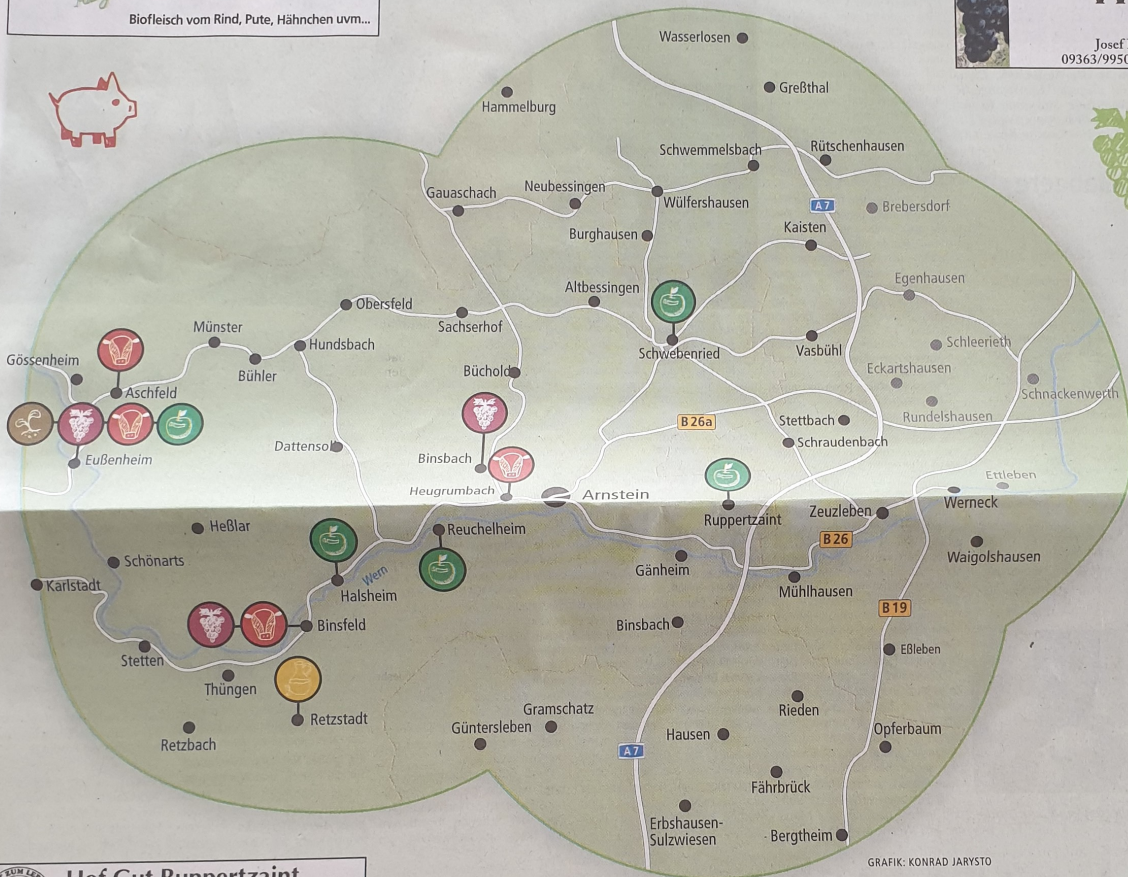 Biofleisch vom Rind, Pute, Hähnchen uvm...
Josef
09363/9950
Wasserlosen
Greßthal
Hammelburg
Schwemmelsbach
Rütschenhausen
Gauaschach
Neubessingen
Wülfershausen
A 7
Brebersdorf
Burghausen
Kaisten
Altbessingen
Egenhausen
Obersfeld
Sachserhof
Münster
Hundsbach
Schwebenried
Vasbühl
Schleerieth
Gössenheim
Bühler
Büchold
Eckartshausen
Aschfeld
Schnackenwerth
Rundelshausen
B 26a
Stettbach
Schraudenbach
Dattensoll
Binsbach
Eußenheim
Heugrumbach
Arnstein
Ettleben
Werneck
Ruppertzaint
Zeuzleben
Heßlar
Reuchelheim
B 26
Waigolshausen
Schönarts
Gänheim
Karlstadt
Wern
Halsheim
Mühlhausen
B 19
Binsfeld
Binsbach
Eßleben
Stetten
Thüngen
Rieden
Retzstadt
Gramschatz
Güntersleben
Hausen
Opferbaum
Retzbach
A 7
Fährbrück
Erbshausen-
Sulzwiesen
Bergtheim
GRAFIK: KONRAD JARYSTO
Hof Gut Ruppertzaint